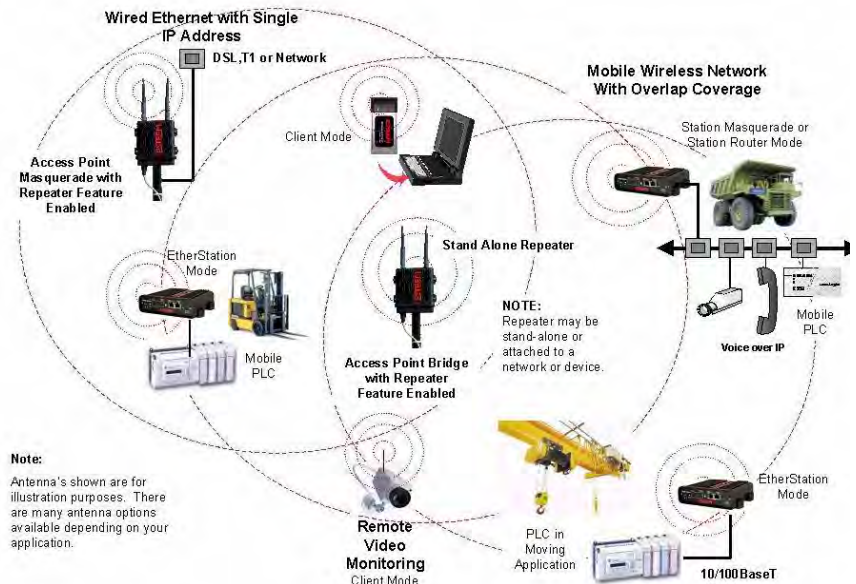 Wired Ethernet with Single
IP Address
DSL,T1 or Network
Access Point
Masquerade with
Repeater Feature
Enabled
Client Mode
Mobile Wireless Network
With Overlap Coverage
Station Masquerade or
Station Router Mode
EtherStation
Mode
Mobile
PLC
Stand Alone Repeater
NOTE:
Repeater may be
stand-alone or
attached to a
network or device.
Access Point Bridge
with Repeater
Feature Enabled
Voice over IP
Mobile
PLC
Note:
Antenna's shown are for
illustration purposes. There
are many antenna options
available depending on your
application.
Remote
Video
Monitoring
Client Mode
PLC in
Moving
Application
EtherStation
Mode
10/100BaseT